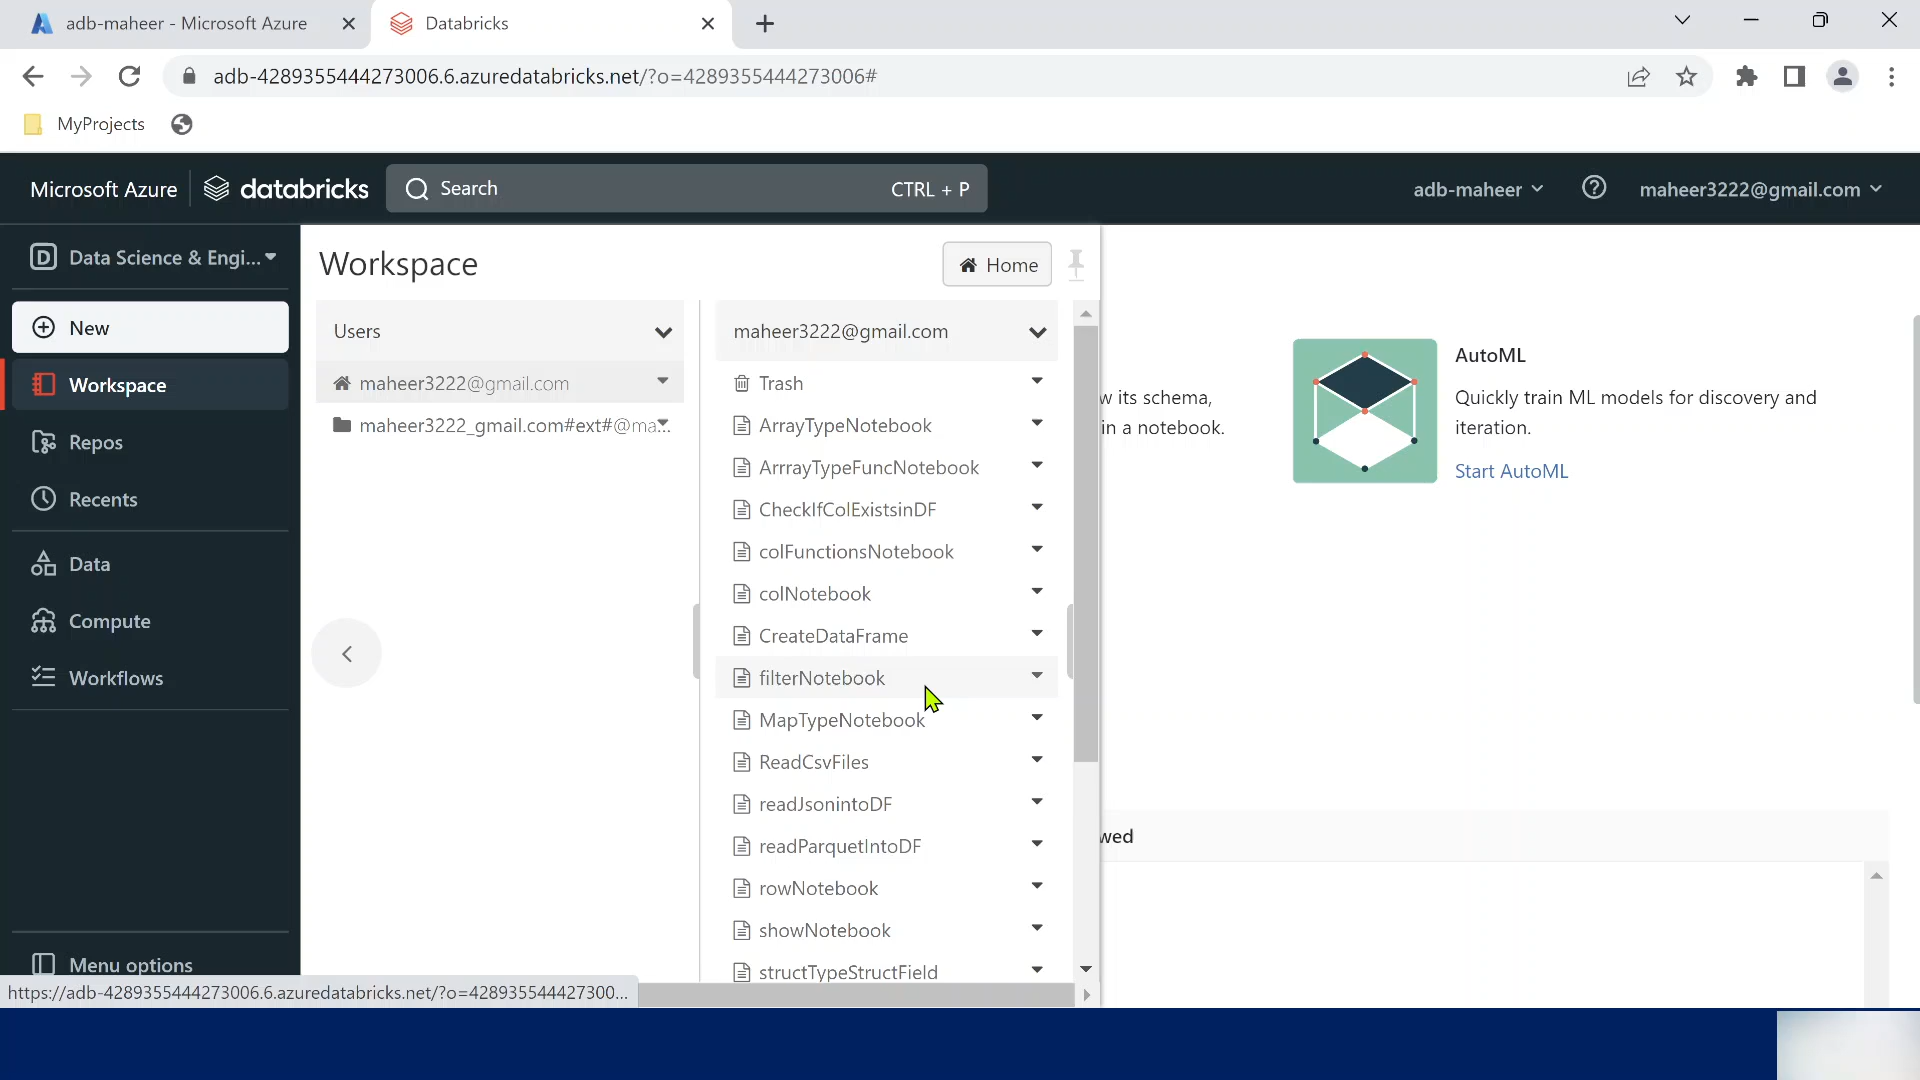 adb-maheer - Microsoft Azure
Databricks
adb-4289355444273006.6.azuredatabricks.net/?o=4289355444273006#
MyProjects
Microsoft Azure databricks
Search CTRL + P
adb-maheer
maheer3222@gmail.com
Data Science & Engi...
New
Workspace
Repos
Recents
Data
Compute
Workflows
Menu options
Workspace
Home
Users
maheer3222@gmail.com
maheer3222_gmail.com#ext#@ma...
maheer3222@gmail.com
Trash
ArrayTypeNotebook
ArrrayTypeFuncNotebook
CheckIfColExistsinDF
colFunctionsNotebook
colNotebook
CreateDataFrame
filterNotebook
MapTypeNotebook
ReadCsvFiles
readJsonintoDF
readParquetIntoDF
rowNotebook
showNotebook
structTypeStructField
w its schema,
in a notebook.
AutoML
Quickly train ML models for discovery and
iteration.
Start AutoML
wed
https://adb-4289355444273006.6.azuredatabricks.net/?o=428935544427300...